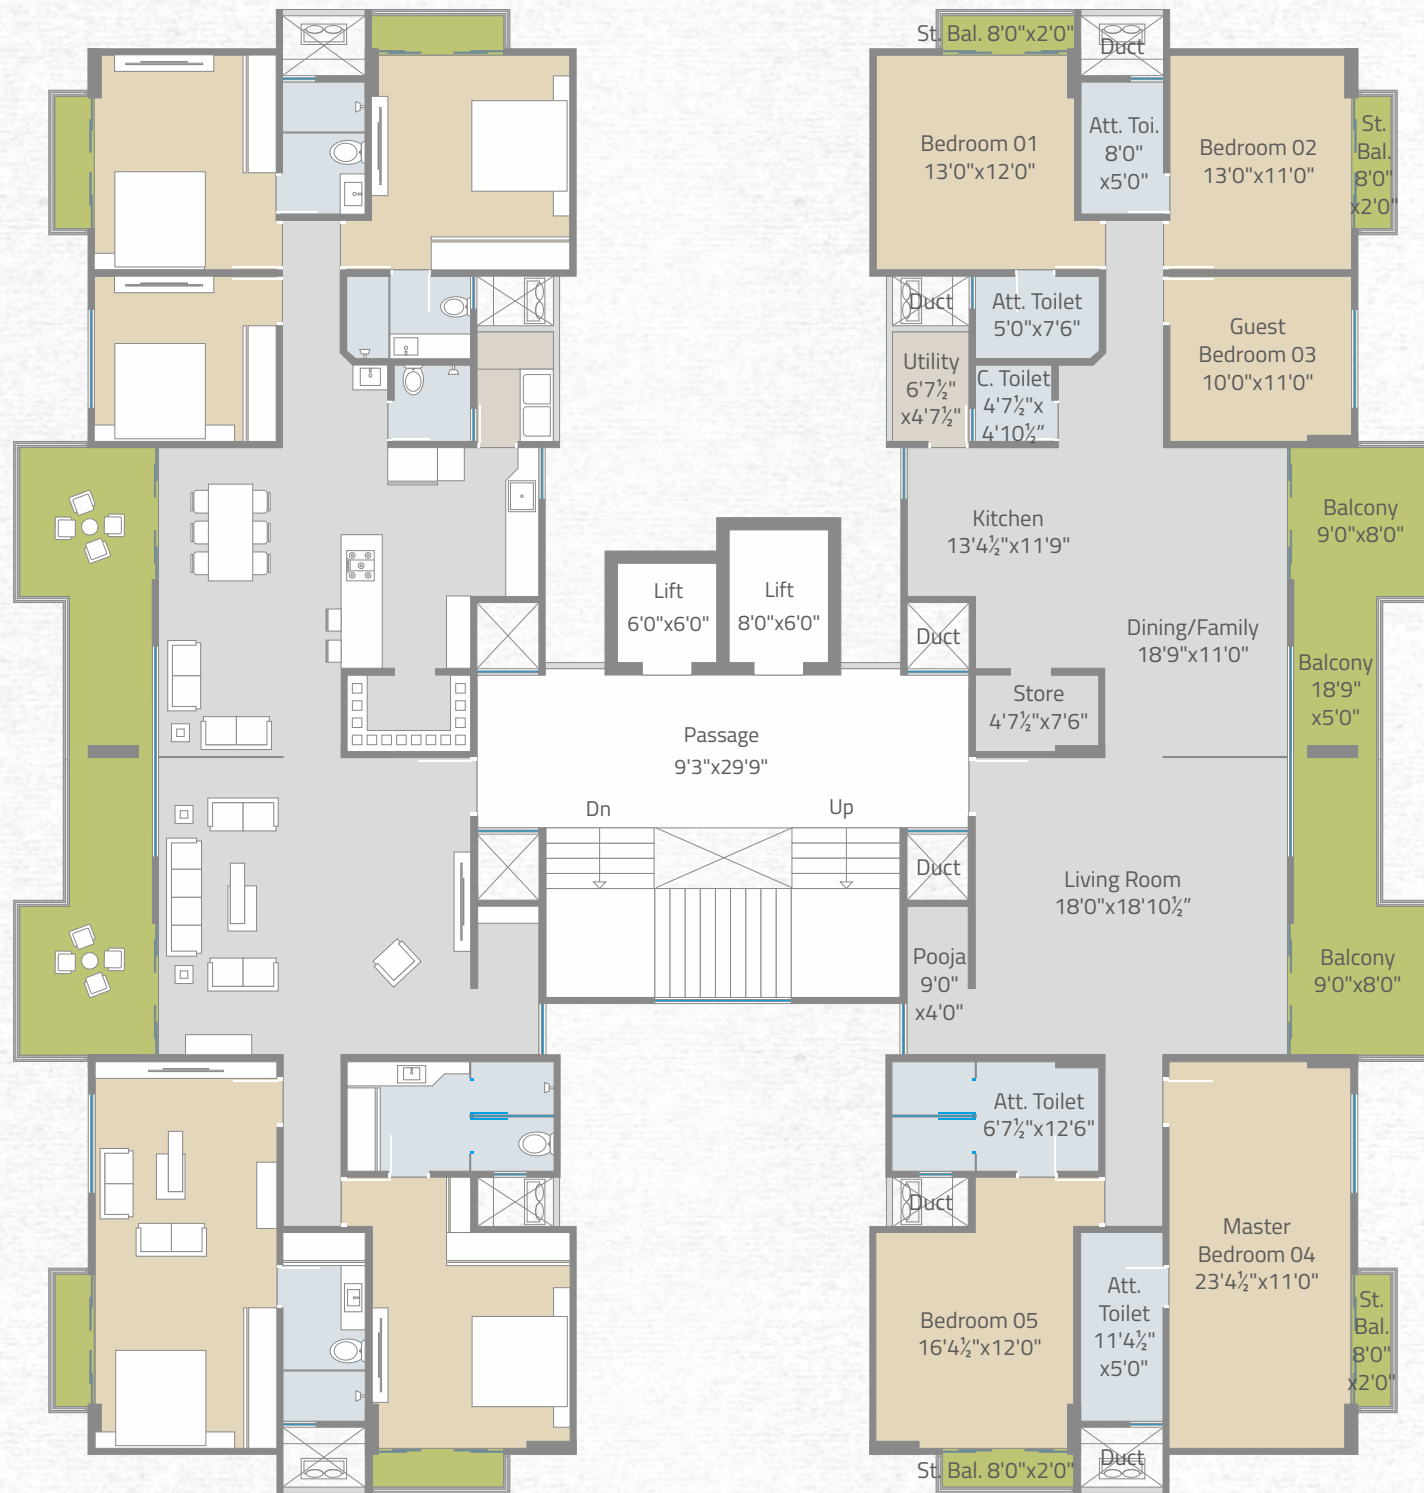 St. Bal. 8'0"x2'0"
Duct
Bedroom 01
13'0"x12'0"
Att. Toi.
8'0"
x5'0"
Bedroom 02
13'0"x11'0"
St.
Bal.
8'0"
x2'0"
Duct
Att. Toilet
5'0"x7'6"
Guest
Bedroom 03
10'0"x11'0"
Utility
6'7½"
x4'7½"
C. Toilet
4'7½"x
4'10½”
Kitchen
13'4½"x11'9"
Balcony
9'0"x8'0"
Lift
6'0"x6'0"
Lift
8'0"x6'0"
Duct
Dining/Family
18'9"x11'0"
Balcony
18'9"
x5'0"
Store
4'7½"x7'6"
Passage
9'3"x29'9"
Dn
Up
Duct
Living Room
18'0"x18'10½”
Pooja
9'0"
x4'0"
Balcony
9'0"x8'0"
Att. Toilet
6'7½"x12'6"
Duct
Master
Bedroom 04
23'4½"x11'0"
Bedroom 05
16'4½"x12'0"
Att.
Toilet
11'4½"
x5'0"
St.
Bal.
8'0"
x2'0"
St. Bal. 8'0"x2'0"
Duct